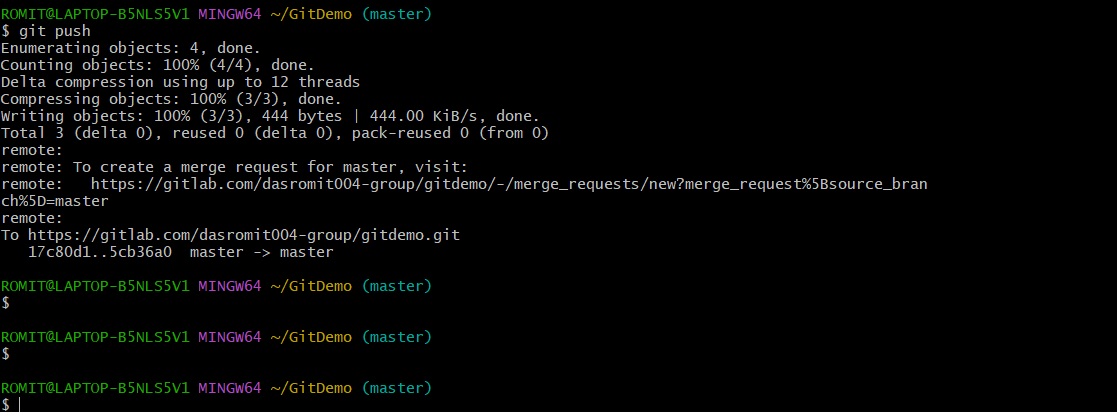 ROMIT@LAPTOP-B5NLS5V1 MINGW64 ~/GitDemo (master)
$ git push
Enumerating objects: 4, done.
Counting objects: 100% (4/4), done.
Delta compression using up to 12 threads
Compressing objects: 100% (3/3), done.
Writing objects: 100% (3/3), 444 bytes | 444.00 KiB/s, done.
Total 3 (delta 0), reused 0 (delta 0), pack-reused 0 (from 0)
remote:
remote: To create a merge request for master, visit:
remote:   https://gitlab.com/dasromit004-group/gitdemo/-/merge_requests/new?merge_request%5Bsource_bran
ch%5D=master
remote:
To https://gitlab.com/dasromit004-group/gitdemo.git
   17c80d1..5cb36a0  master -> master
ROMIT@LAPTOP-B5NLS5V1 MINGW64 ~/GitDemo (master)
$
ROMIT@LAPTOP-B5NLS5V1 MINGW64 ~/GitDemo (master)
$
ROMIT@LAPTOP-B5NLS5V1 MINGW64 ~/GitDemo (master)
$